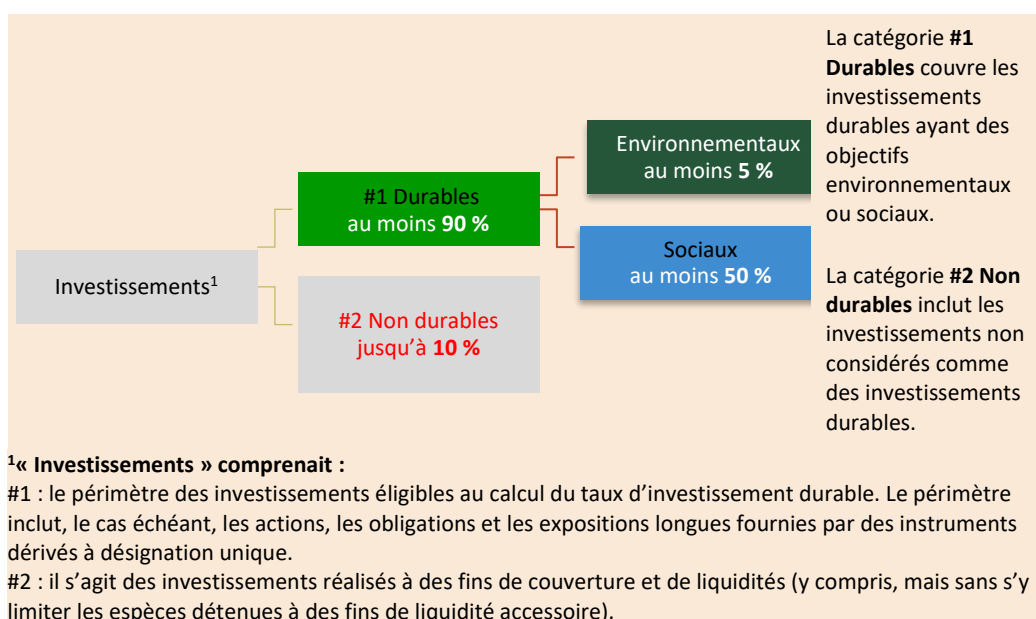 Investissements¹
#1 Durables
au moins 90 %
#2 Non durables
jusqu’à 10 %
Environnementaux
au moins 5 %
Sociaux
au moins 50 %
La catégorie #1
Durables couvre les
investissements
durables ayant des
objectifs
environnementaux
ou sociaux.
La catégorie #2 Non
durables inclut les
investissements non
considérés comme
des investissements
durables.
¹« Investissements » comprenait :
#1 : le périmètre des investissements éligibles au calcul du taux d’investissement durable. Le périmètre
inclut, le cas échéant, les actions, les obligations et les expositions longues fournies par des instruments
dérivés à désignation unique.
#2 : il s’agit des investissements réalisés à des fins de couverture et de liquidités (y compris, mais sans s’y
limiter les espèces détenues à des fins de liquidité accessoire).